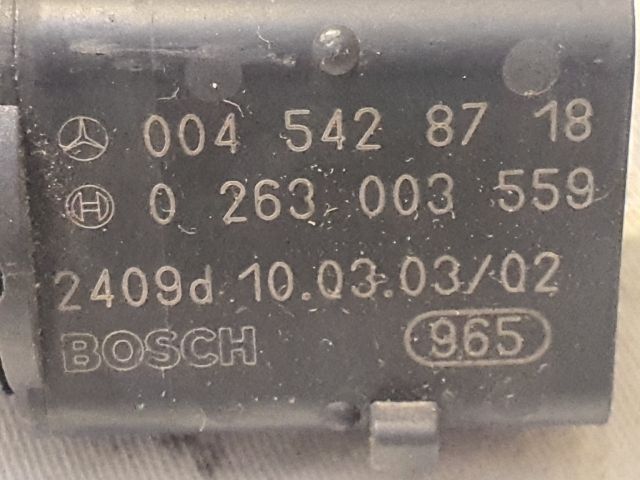 004 542 87 18
0 263 003 559
2409d 10.03.03/02
BOSCH 965